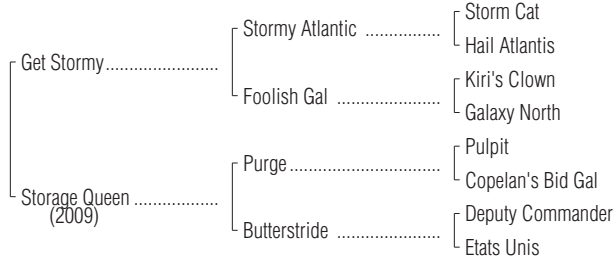 Storm Cat
Stormy Atlantic ..................
Hail Atlantis
Get Stormy...........................
Kiri's Clown
Foolish Gal .........................
Galaxy North
Pulpit
Purge....................................
Copelan's Bid Gal
Storage Queen ....................
(2009)
Deputy Commander
Butterstride .........................
Etats Unis